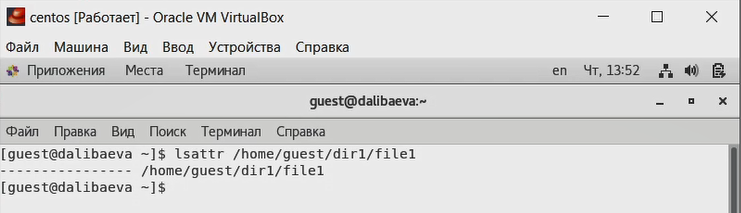 centos [Работает] - Oracle VM VirtualBox
Файл Машина Вид Ввод Устройства Справка
Приложения Места Терминал en Чт, 13:52
guest@dalibaeva:~
Файл Правка Вид Поиск Терминал Справка
[guest@dalibaeva ~]$ lsattr /home/guest/dir1/file1
---------------- /home/guest/dir1/file1
[guest@dalibaeva ~]$